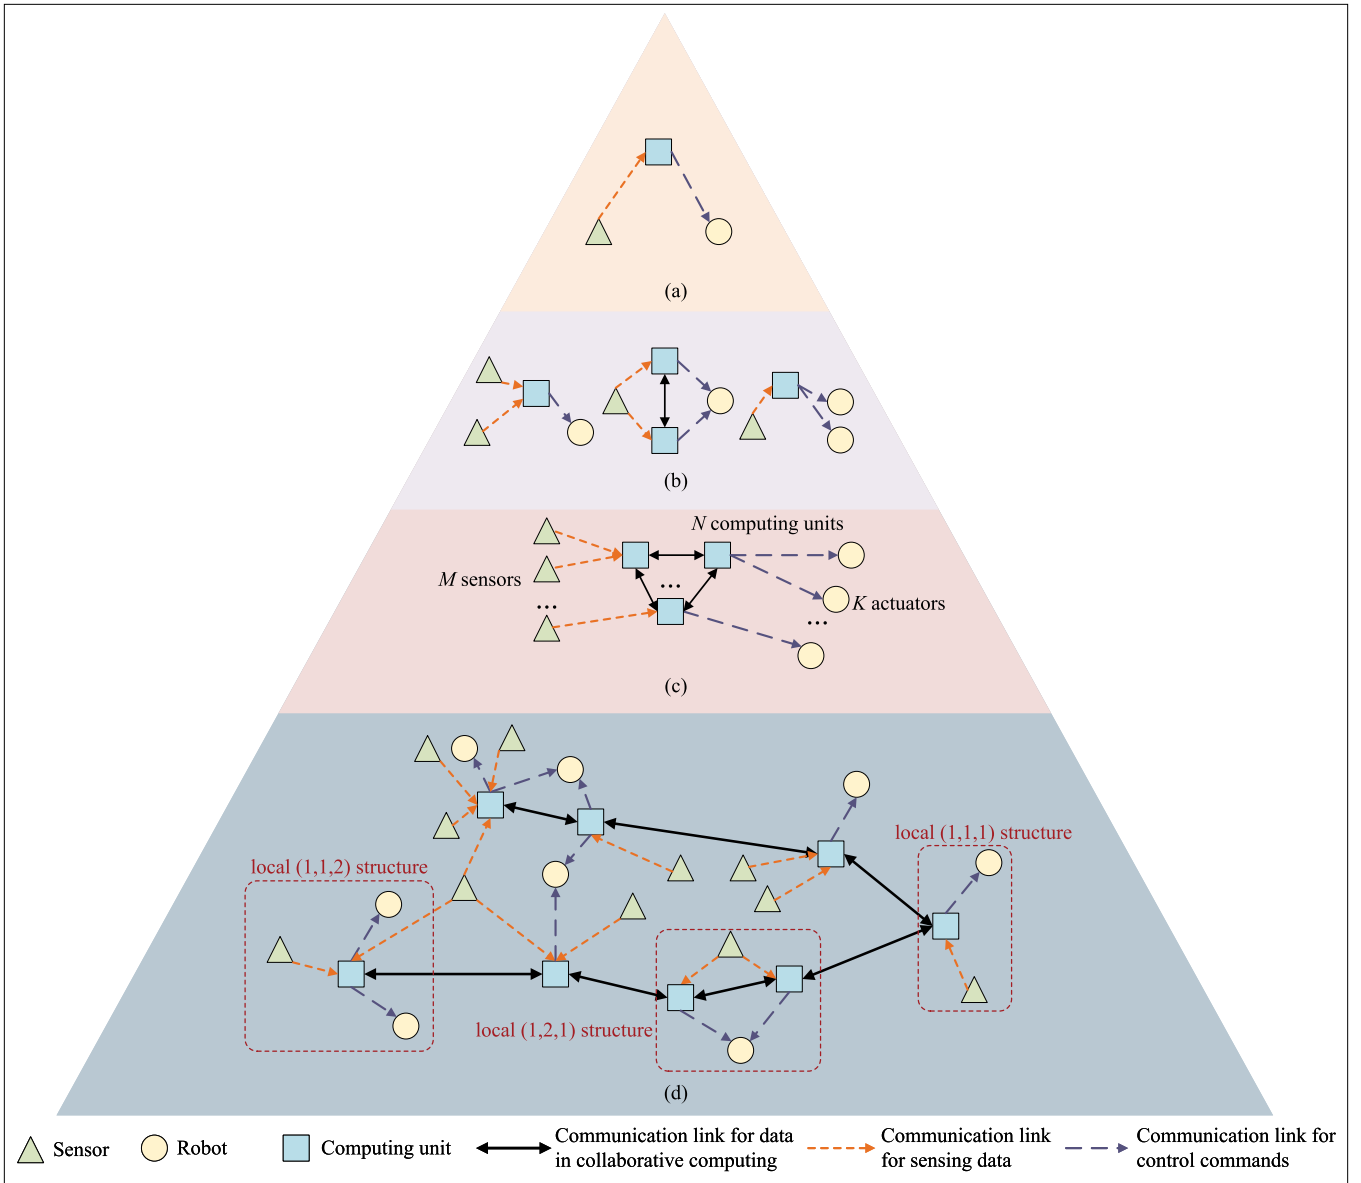 (a)
(b)
N computing units
M sensors
...
...
K actuators
...
(c)
local (1,1,1) structure
local (1,1,2) structure
local (1,2,1) structure
(d)
Sensor
Robot
Computing unit
Communication link for data
in collaborative computing
Communication link
for sensing data
Communication link for
control commands